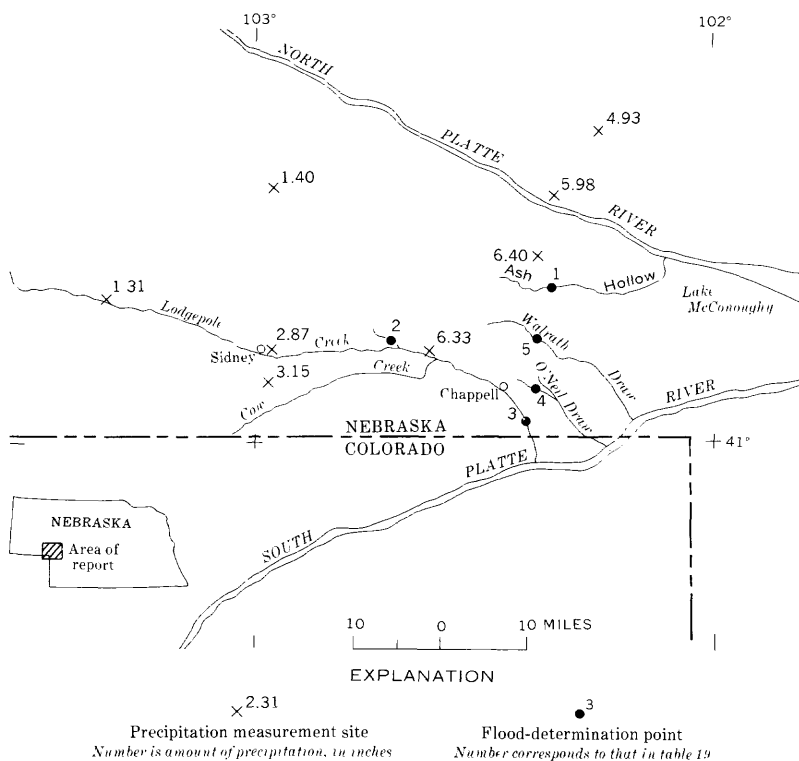 103°
102°
NORTH
PLATTE
RIVER
4.93
1.40
5.98
6.40
Ash
1
Hollow
1.31
Lodgepole
Lake
McConoughy
2
Walrath
Draw
5
2.87
Sidney
Creek
6.33
3.15
Creek
Cow
Chappell
O'Neil Draw
4
RIVER
3
NEBRASKA
COLORADO
41°
PLATTE
SOUTH
NEBRASKA
Area of
report
10 0 10 MILES
EXPLANATION
2.31
3
Precipitation measurement site
Number is amount of precipitation, in inches
Flood-determination point
Number corresponds to that in table 19